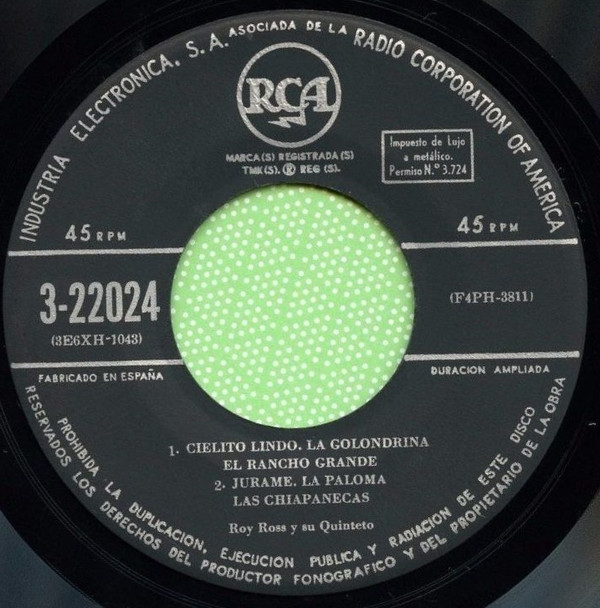 INDUSTRIA ELECTRONICA, S. A. ASOCIADA DE LA RADIO CORPORATION OF AMERICA
RCA
MARCA(S) REGISTRADA(S)
TMK(S). ® REG (S).
Impuesto de Lujo
a metálico.
Permiso N.º 3.724
45 RPM
45 RPM
3-22024
(3E6XH-1043)
(F4PH-3811)
FABRICADO EN ESPAÑA
DURACION AMPLIADA
1. CIELITO LINDO. LA GOLONDRINA
EL RANCHO GRANDE
2. JURAME. LA PALOMA
LAS CHIAPANECAS
Roy Ross y su Quinteto
PROHIBIDA LA DUPLICACION, EJECUCION PUBLICA Y RADIACION DE ESTE DISCO
RESERVADOS LOS DERECHOS DEL PRODUCTOR FONOGRAFICO Y DEL PROPIETARIO DE LA OBRA